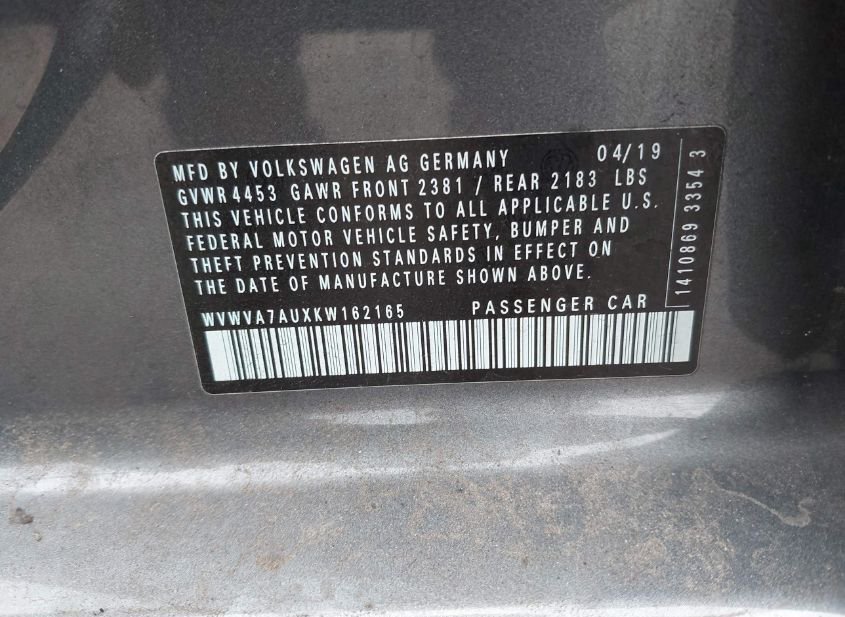 MFD BY VOLKSWAGEN AG GERMANY 04/19
GVWR 4453 GAWR FRONT 2381 / REAR 2183 LBS
THIS VEHICLE CONFORMS TO ALL APPLICABLE U.S.
FEDERAL MOTOR VEHICLE SAFETY, BUMPER AND
THEFT PREVENTION STANDARDS IN EFFECT ON
THE DATE OF MANUFACTURE SHOWN ABOVE.
WVWVA7AUXKW162165 PASSENGER CAR
1410869 3354 3